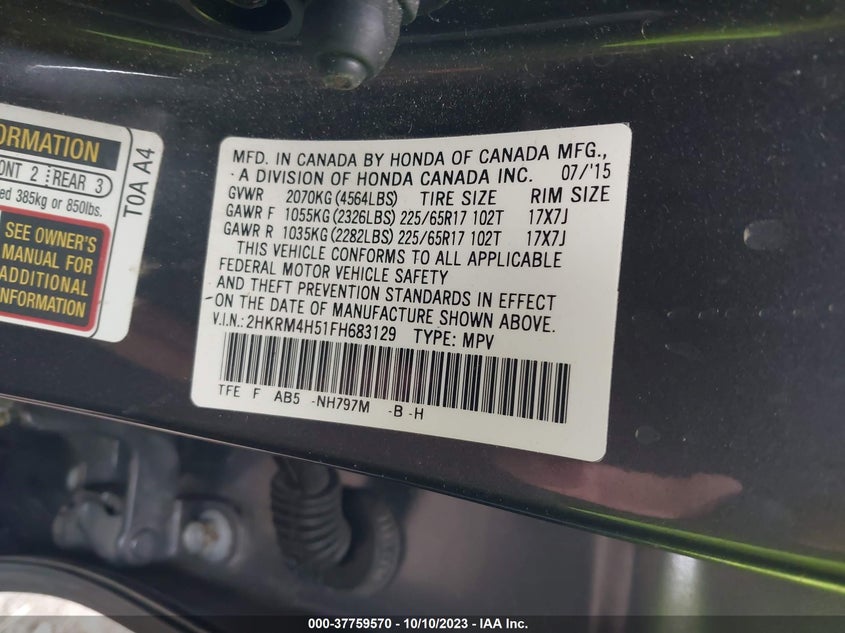 ORMATION
ONT 2 REAR 3
ed 385kg or 850lbs.
SEE OWNER'S
MANUAL FOR
ADDITIONAL
INFORMATION
T0A A4
MFD. IN CANADA BY HONDA OF CANADA MFG.,
A DIVISION OF HONDA CANADA INC. 07/'15
GVWR 2070KG(4564LBS) TIRE SIZE RIM SIZE
GAWR F 1055KG(2326LBS) 225/65R17 102T 17X7J
GAWR R 1035KG(2282LBS) 225/65R17 102T 17X7J
THIS VEHICLE CONFORMS TO ALL APPLICABLE
FEDERAL MOTOR VEHICLE SAFETY
AND THEFT PREVENTION STANDARDS IN EFFECT
ON THE DATE OF MANUFACTURE SHOWN ABOVE.
V.I.N.: 2HKRM4H51FH683129 TYPE: MPV
TFE F AB5 -NH797M -B -H
000-37759570 - 10/10/2023 - IAA Inc.